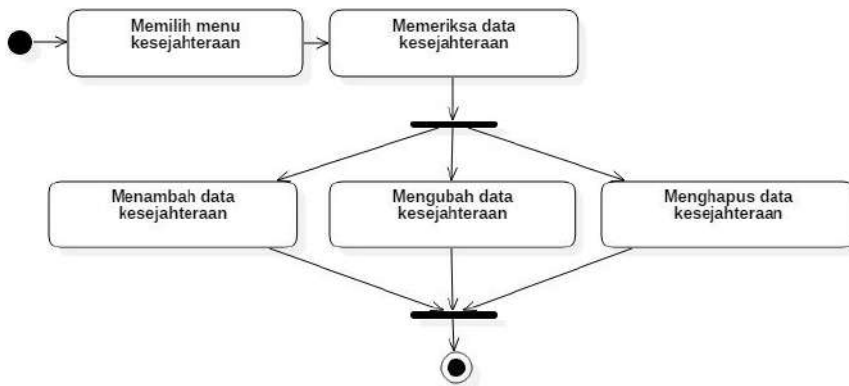 Memilih menu
kesejahteraan
Memeriksa data
kesejahteraan
Menambah data
kesejahteraan
Mengubah data
kesejahteraan
Menghapus data
kesejahteraan